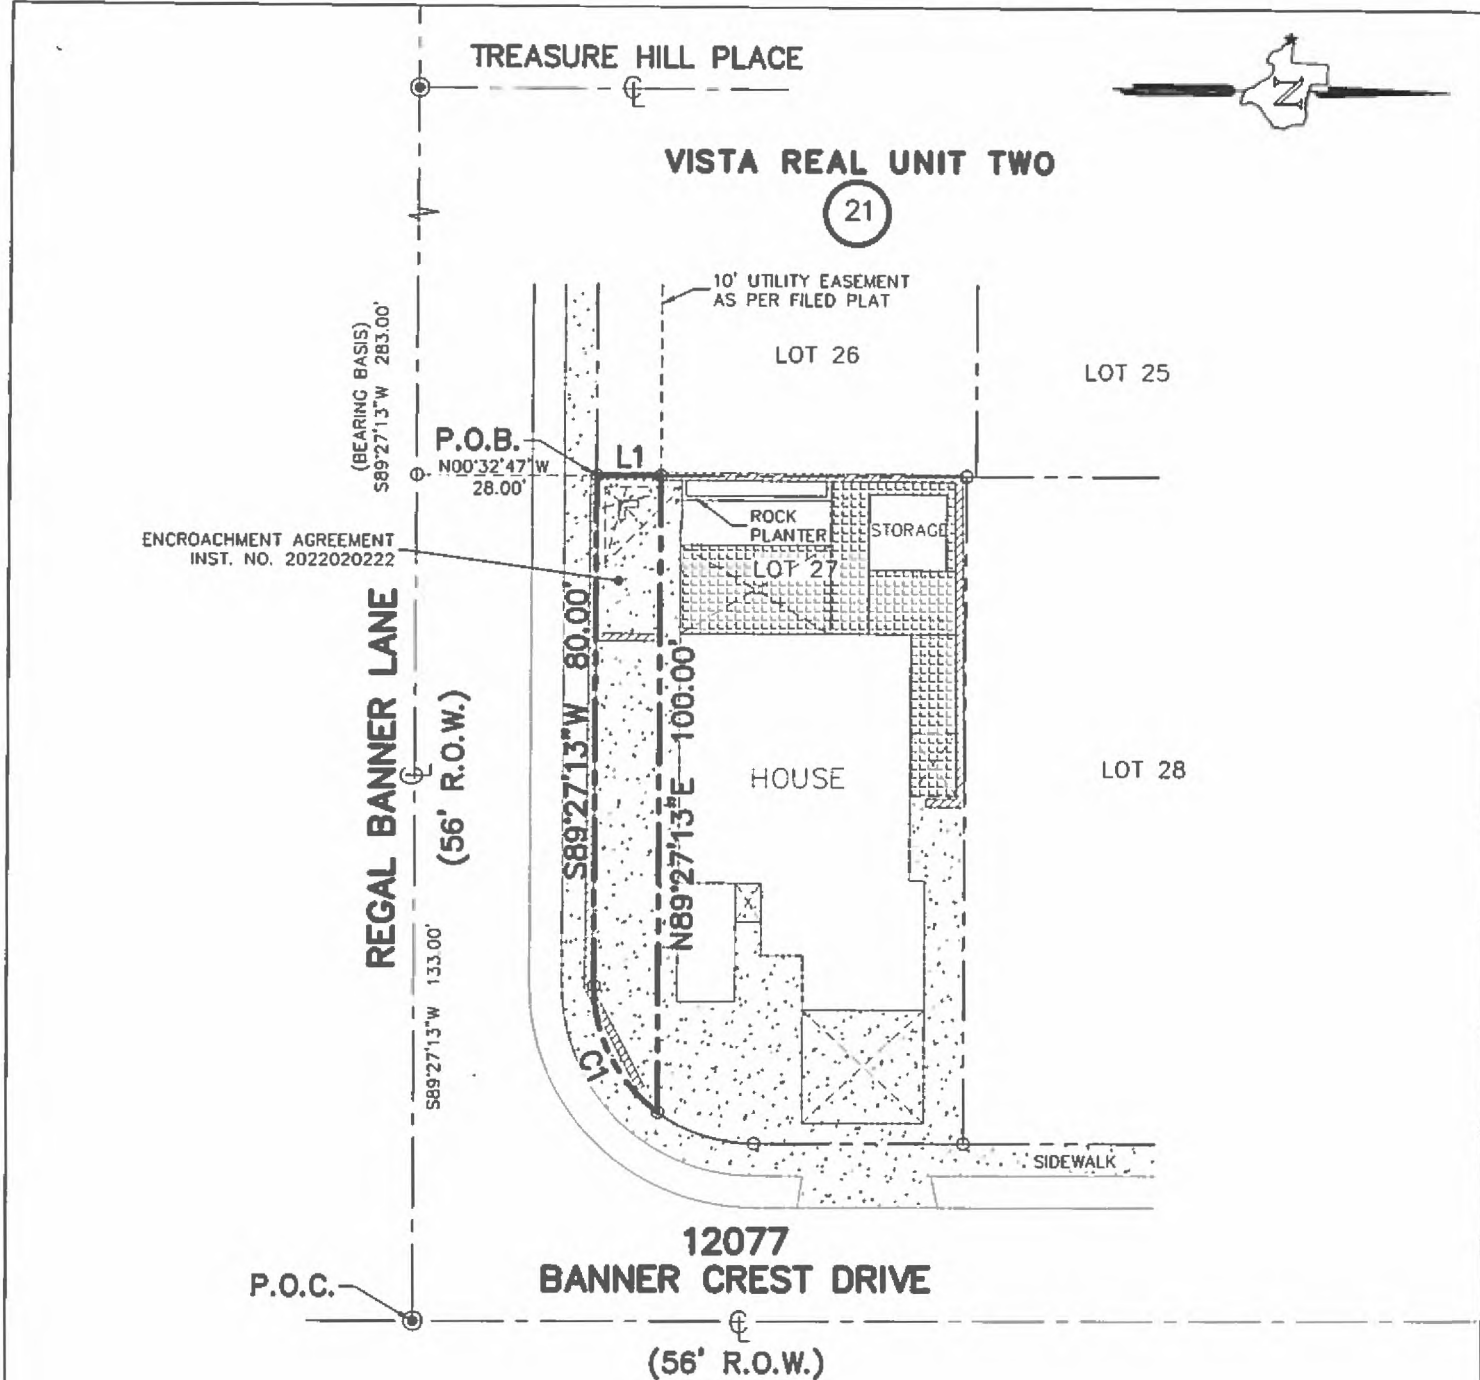 TREASURE HILL PLACE
N
VISTA REAL UNIT TWO
21
10' UTILITY EASEMENT
AS PER FILED PLAT
LOT 26
LOT 25
(BEARING BASIS)
S89°27'13"W 283.00'
P.O.B.
N00°32'47"W
28.00'
L1
ROCK
PLANTER
STORAGE
ENCROACHMENT AGREEMENT
INST. NO. 2022020222
LOT 27
REGAL BANNER LANE
(56' R.O.W.)
S89°27'13"W 80.00'
N89°27'13"E 100.00'
HOUSE
LOT 28
S89°27'13"W 133.00'
C1
SIDEWALK
12077
BANNER CREST DRIVE
P.O.C.
(56' R.O.W.)